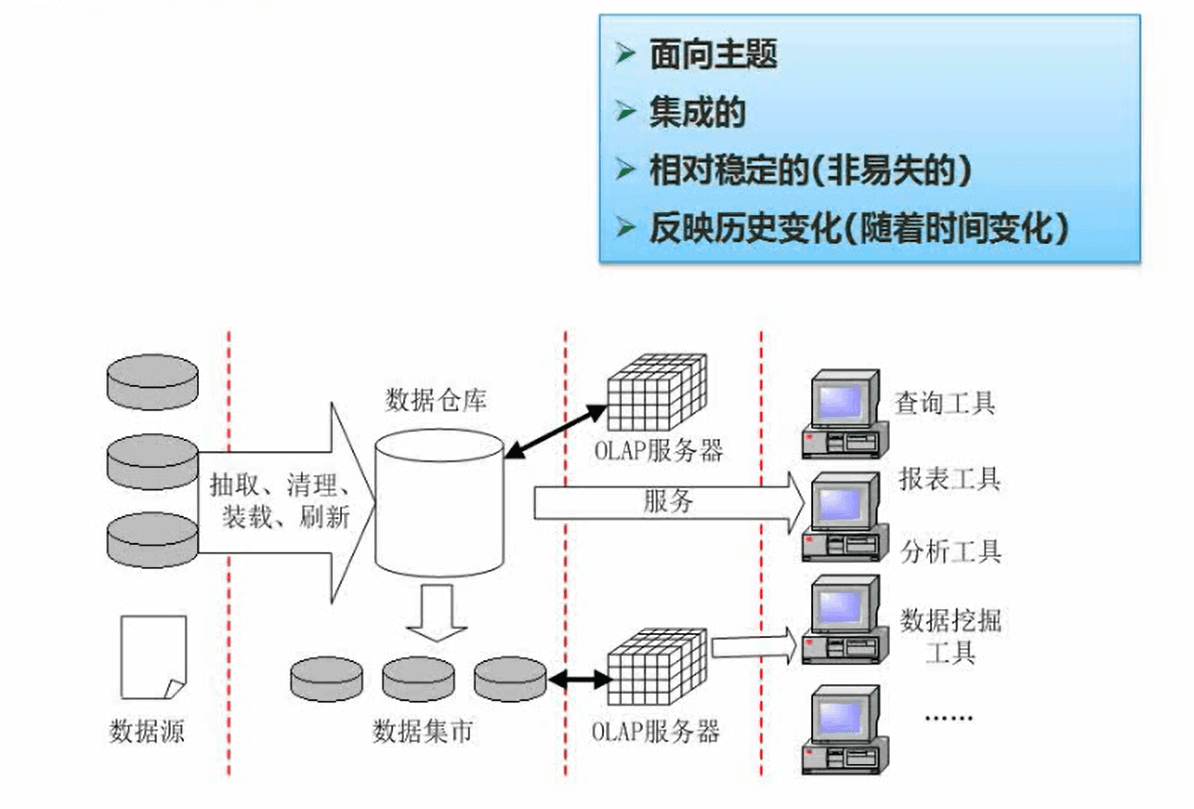 面向主题
集成的
相对稳定的(非易失的)
反映历史变化(随着时间变化)
数据仓库
查询工具
OLAP服务器
报表工具
抽取、清理、
装载、刷新
服务
分析工具
数据挖掘
工具
数据源
数据集市
OLAP服务器
……